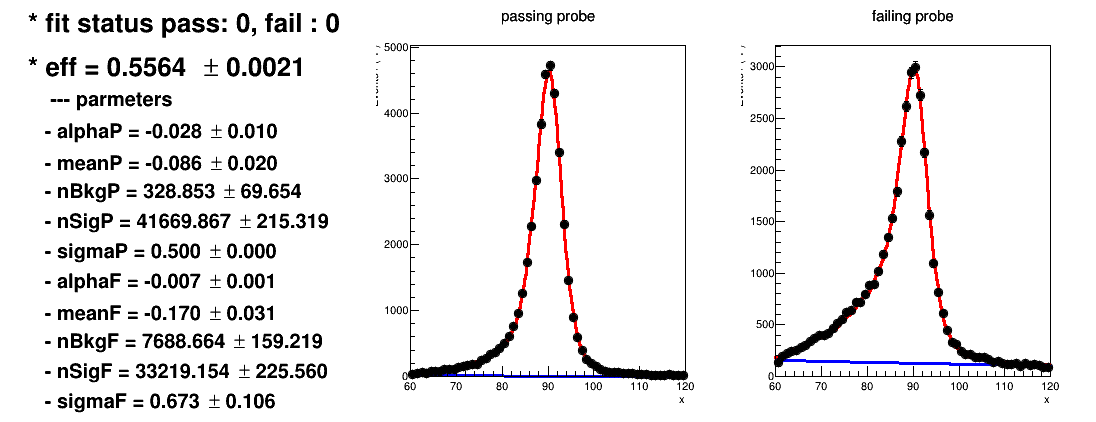 * fit status pass: 0, fail : 0
* eff = 0.5564 ± 0.0021
--- parmeters
- alphaP = -0.028 ± 0.010
- meanP = -0.086 ± 0.020
- nBkgP = 328.853 ± 69.654
- nSigP = 41669.867 ± 215.319
- sigmaP = 0.500 ± 0.000
- alphaF = -0.007 ± 0.001
- meanF = -0.170 ± 0.031
- nBkgF = 7688.664 ± 159.219
- nSigF = 33219.154 ± 225.560
- sigmaF = 0.673 ± 0.106
passing probe
5000
4000
3000
2000
1000
0
60 70 80 90 100 110 120
x
failing probe
3000
2500
2000
1500
1000
500
0
60 70 80 90 100 110 120
x